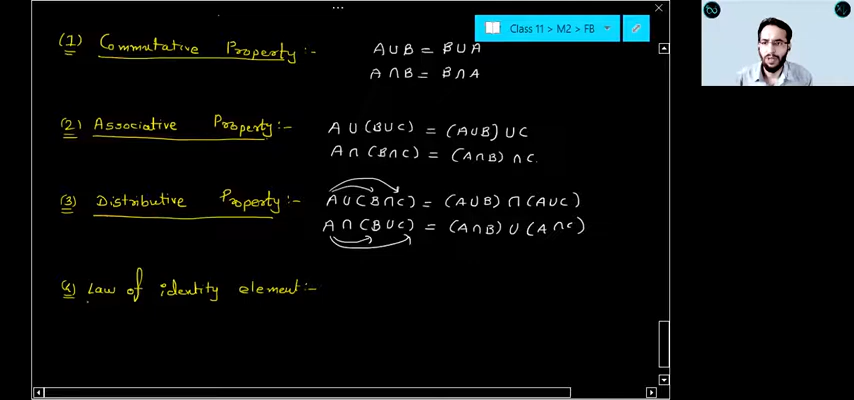 Class 11 > M2 > FB
(1) Commutative Property :- A ∪ B = B ∪ A
A ∩ B = B ∩ A
(2) Associative Property :- A ∪ (B ∪ C) = (A ∪ B) ∪ C
A ∩ (B ∩ C) = (A ∩ B) ∩ C.
(3) Distributive Property :- A ∪ (B ∩ C) = (A ∪ B) ∩ (A ∪ C)
A ∩ (B ∪ C) = (A ∩ B) ∪ (A ∩ C)
(4) Law of identity element :-